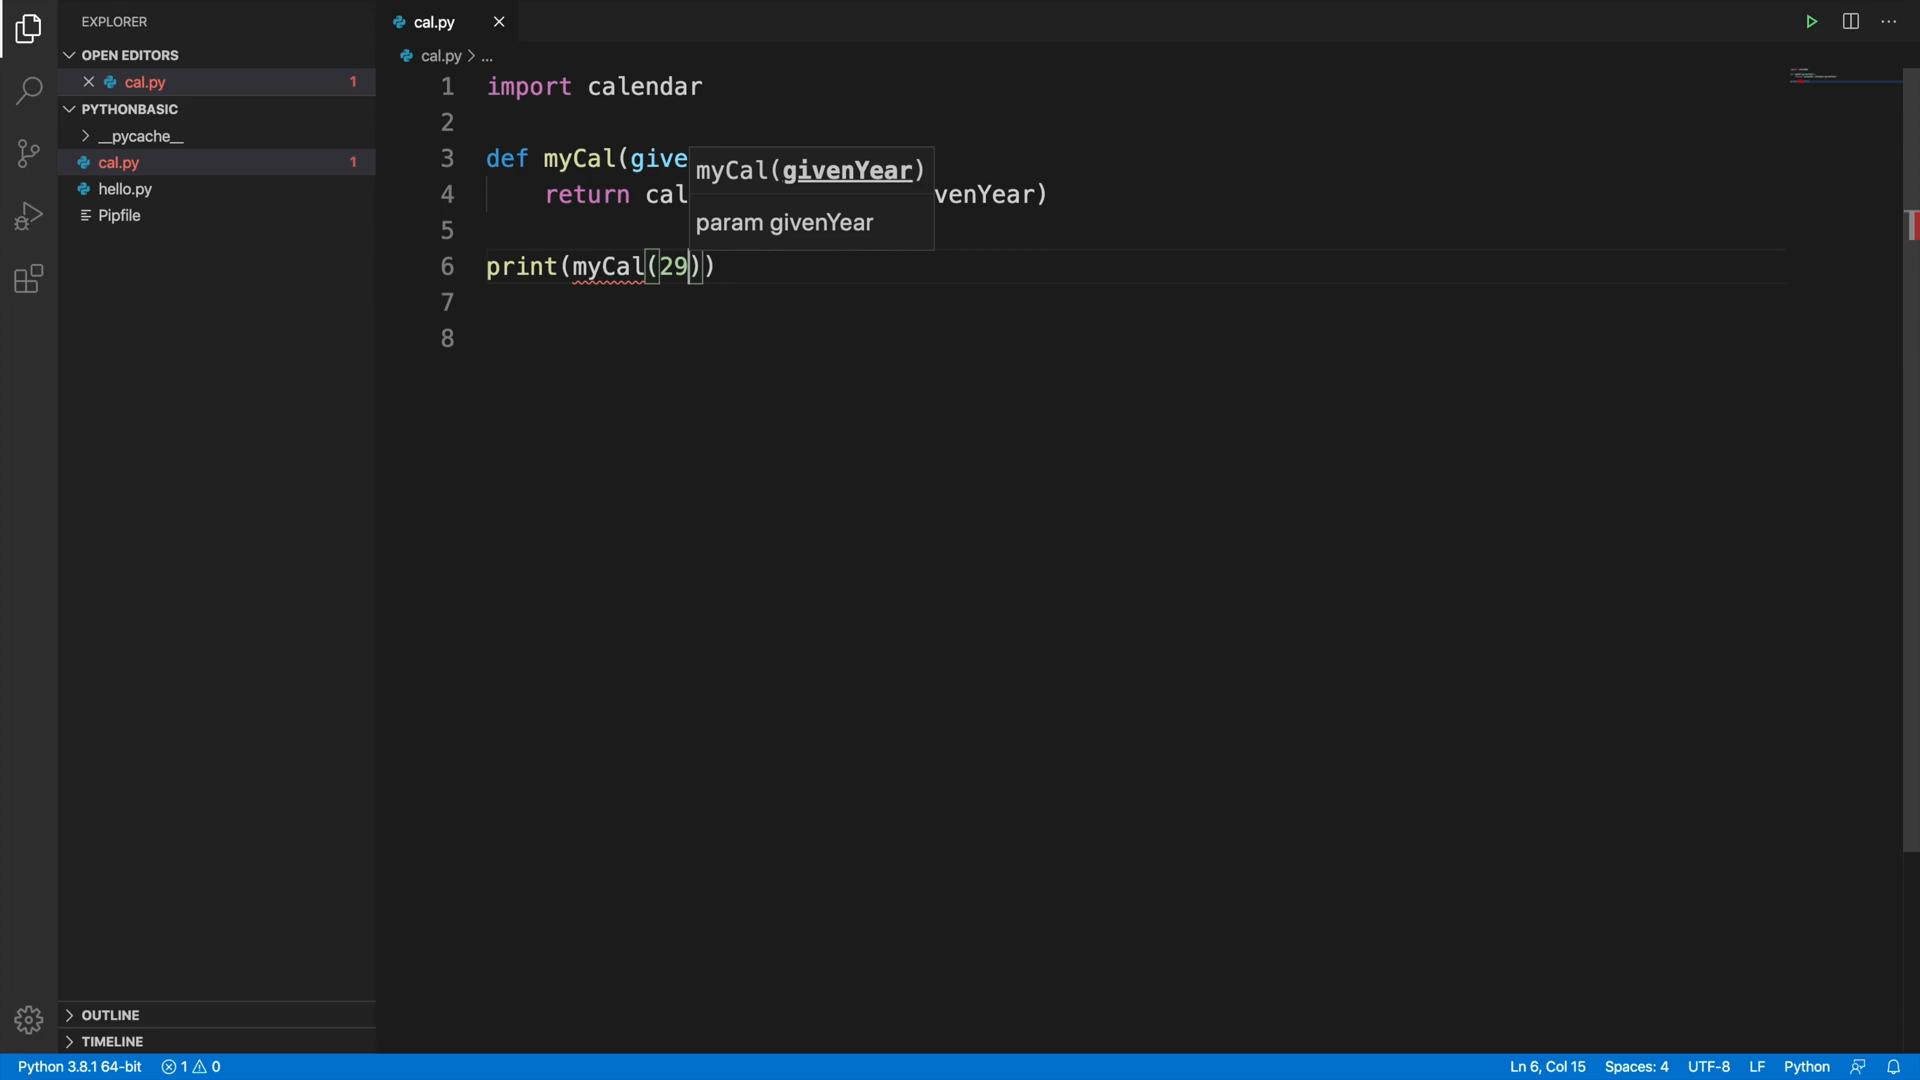 EXPLORER
OPEN EDITORS
cal.py 1
PYTHONBASIC
__pycache__
cal.py 1
hello.py
Pipfile
OUTLINE
TIMELINE
cal.py
cal.py > ...
1 import calendar
2
3 def myCal(give
4 return cal venYear)
5
6 print(myCal(29))
7
8
myCal(givenYear)
param givenYear
Python 3.8.1 64-bit 1 0 Ln 6, Col 15 Spaces: 4 UTF-8 LF Python